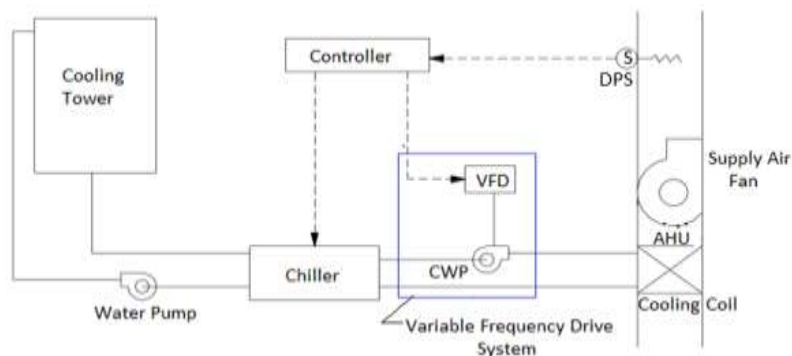 Cooling
Tower
Controller
S
DPS
VFD
Supply Air
Fan
AHU
Chiller
CWP
Water Pump
Cooling Coil
Variable Frequency Drive
System